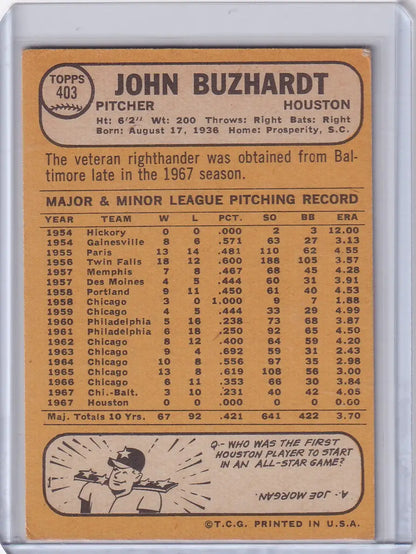 TOPPS
403
JOHN BUZHARDT
PITCHER HOUSTON
Ht: 6'2" Wt: 200 Throws: Right Bats: Right
Born: August 17, 1936 Home: Prosperity, S.C.
The veteran righthander was obtained from Bal-
timore late in the 1967 season.
MAJOR & MINOR LEAGUE PITCHING RECORD
YEAR TEAM W L PCT. SO BB ERA
1954 Hickory 0 0 .000 2 3 12.00
1954 Gainesville 8 6 .571 63 27 3.13
1955 Paris 13 14 .481 110 62 4.55
1956 Twin Falls 18 12 .600 188 105 3.57
1957 Memphis 7 8 .467 68 45 4.28
1957 Des Moines 4 5 .444 60 31 3.91
1958 Portland 9 11 .450 61 40 4.53
1958 Chicago 3 0 1.000 9 7 1.88
1959 Chicago 4 5 .444 33 29 4.99
1960 Philadelphia 5 16 .238 73 68 3.87
1961 Philadelphia 6 18 .250 92 65 4.50
1962 Chicago 8 12 .400 64 59 4.20
1963 Chicago 9 4 .692 59 31 2.43
1964 Chicago 10 8 .556 97 35 2.98
1965 Chicago 13 8 .619 108 56 3.00
1966 Chicago 6 11 .353 66 30 3.84
1967 Chi.-Balt. 3 10 .231 40 42 4.05
1967 Houston 0 0 .000 0 0 0.00
Maj. Totals 10 Yrs. 67 92 .421 641 422 3.70
Q.- WHO WAS THE FIRST
HOUSTON PLAYER TO START
IN AN ALL-STAR GAME?
A.- JOE MORGAN.
©T.C.G. PRINTED IN U.S.A.